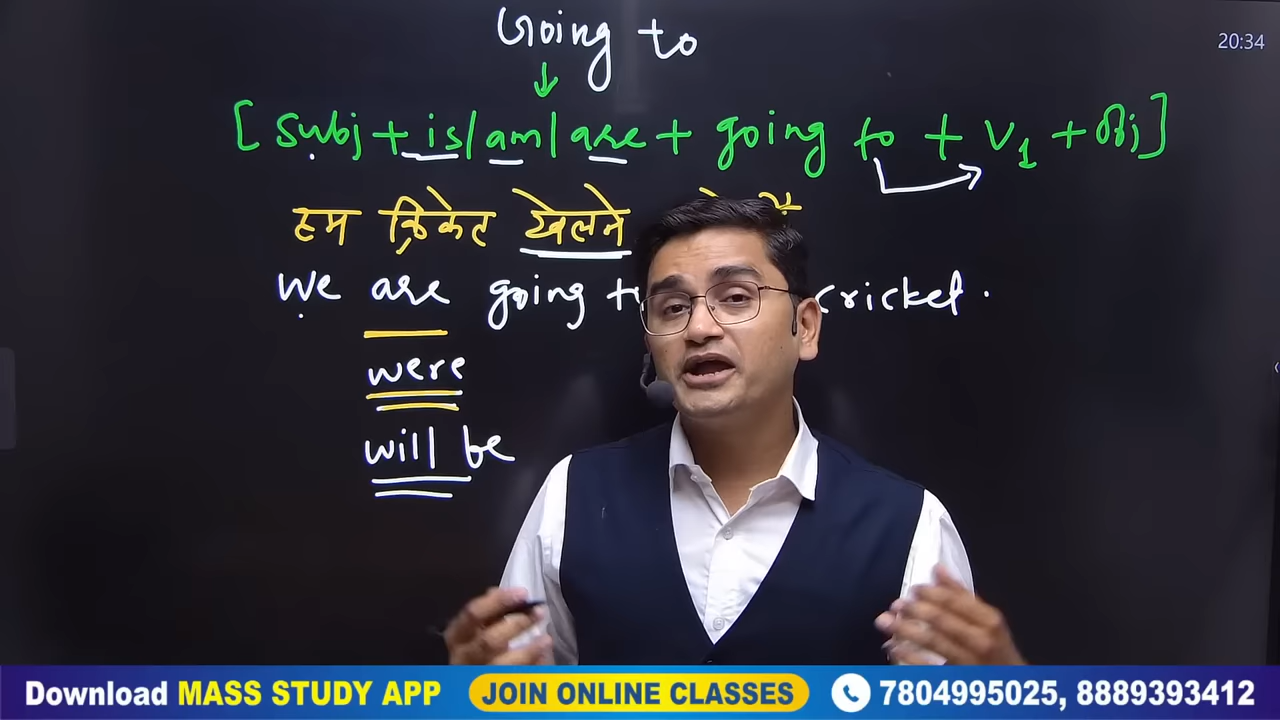 Going to
20:34
[Subj + is/am/are + going to + V1 + Obj]
हम क्रिकेट खेलने
we are going cricket.
were
will be
Download MASS STUDY APP JOIN ONLINE CLASSES 7804995025, 8889393412